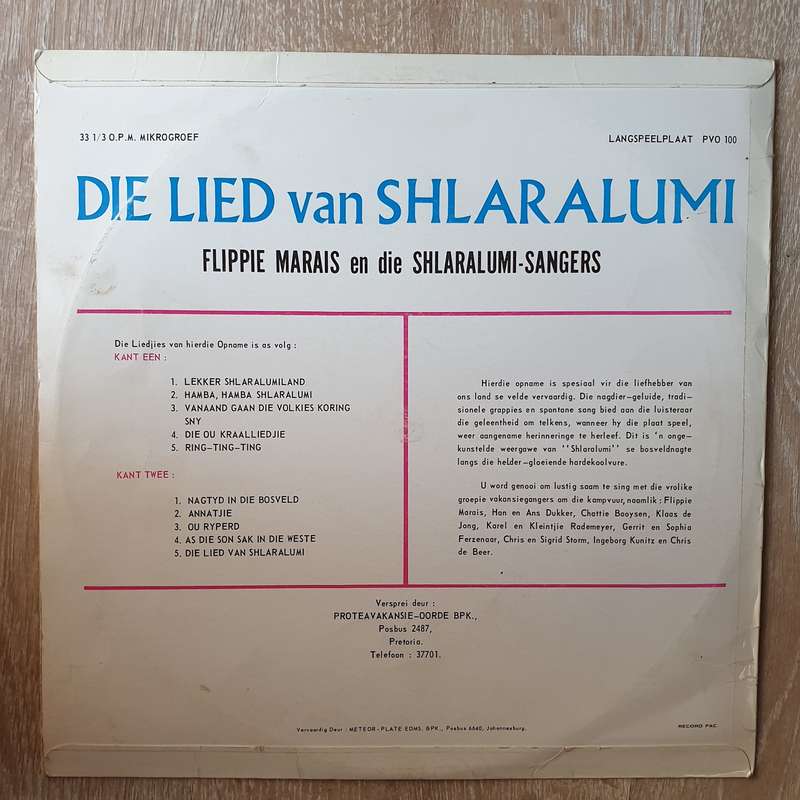 33 1/3 O.P.M. MIKROGROEF
LANGSPEELPLAAT PVO 100
DIE LIED van SHLARALUMI
FLIPPIE MARAIS en die SHLARALUMI-SANGERS
Die Liedjies van hierdie Opname is as volg :
KANT EEN :
1. LEKKER SHLARALUMILAND
2. HAMBA, HAMBA SHLARALUMI
3. VANAAND GAAN DIE VOLKIES KORING
SNY
4. DIE OU KRAALLIEDJIE
5. RING-TING-TING
KANT TWEE :
1. NAGTYD IN DIE BOSVELD
2. ANNATJIE
3. OU RYPERD
4. AS DIE SON SAK IN DIE WESTE
5. DIE LIED VAN SHLARALUMI
Hierdie opname is spesiaal vir die liefhebber van
ons land se velde vervaardig. Die nagdier-geluide, tradi-
sionele grappies en spontane sang bied aan die luisteraar
die geleentheid om telkens, wanneer hy die plaat speel,
weer aangename herinneringe te herleef. Dit is 'n onge-
kunstelde weergawe van "Shlaralumi" se bosveldnagte
langs die helder-gloeiende hardekoolvure.
U word genooi om lustig saam te sing met die vrolike
groepie vakansiegangers om die kampvuur, naamlik : Flippie
Marais, Han en Ans Dukker, Chattie Booysen, Klaas de
Jong, Karel en Kleintjie Rademeyer, Gerrit en Sophia
Ferzenaar, Chris en Sigrid Storm, Ingeborg Kunitz en Chris
de Beer.
Versprei deur :
PROTEAVAKANSIE-OORDE BPK.,
Posbus 2487,
Pretoria.
Telefoon : 37701.
Vervaardig Deur : METEOR-PLATE EDMS. BPK., Posbus 6640, Johannesburg.
RECORD PAC.